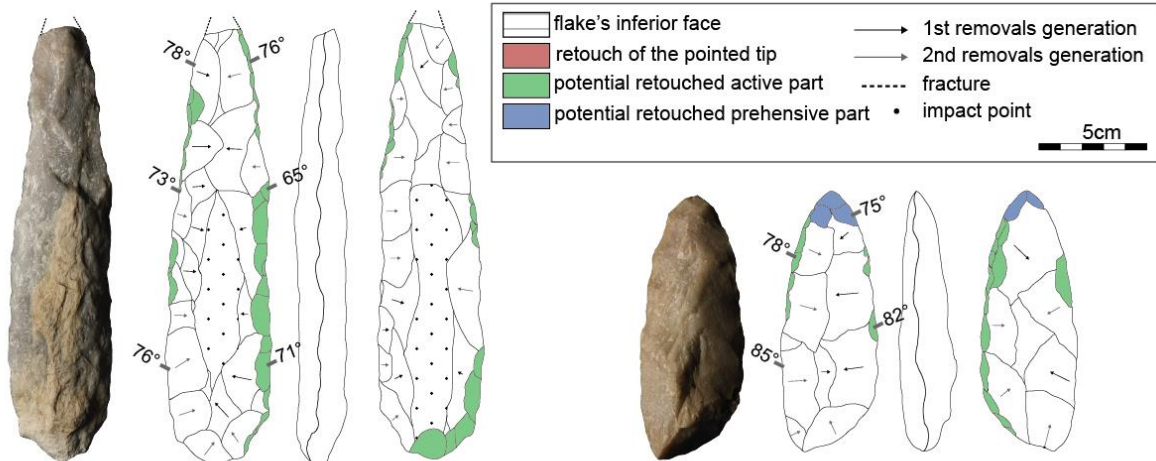 flake's inferior face
retouch of the pointed tip
potential retouched active part
potential retouched prehensive part
1st removals generation
2nd removals generation
fracture
impact point
5cm
78°
76°
73°
65°
76°
71°
78°
75°
82°
85°